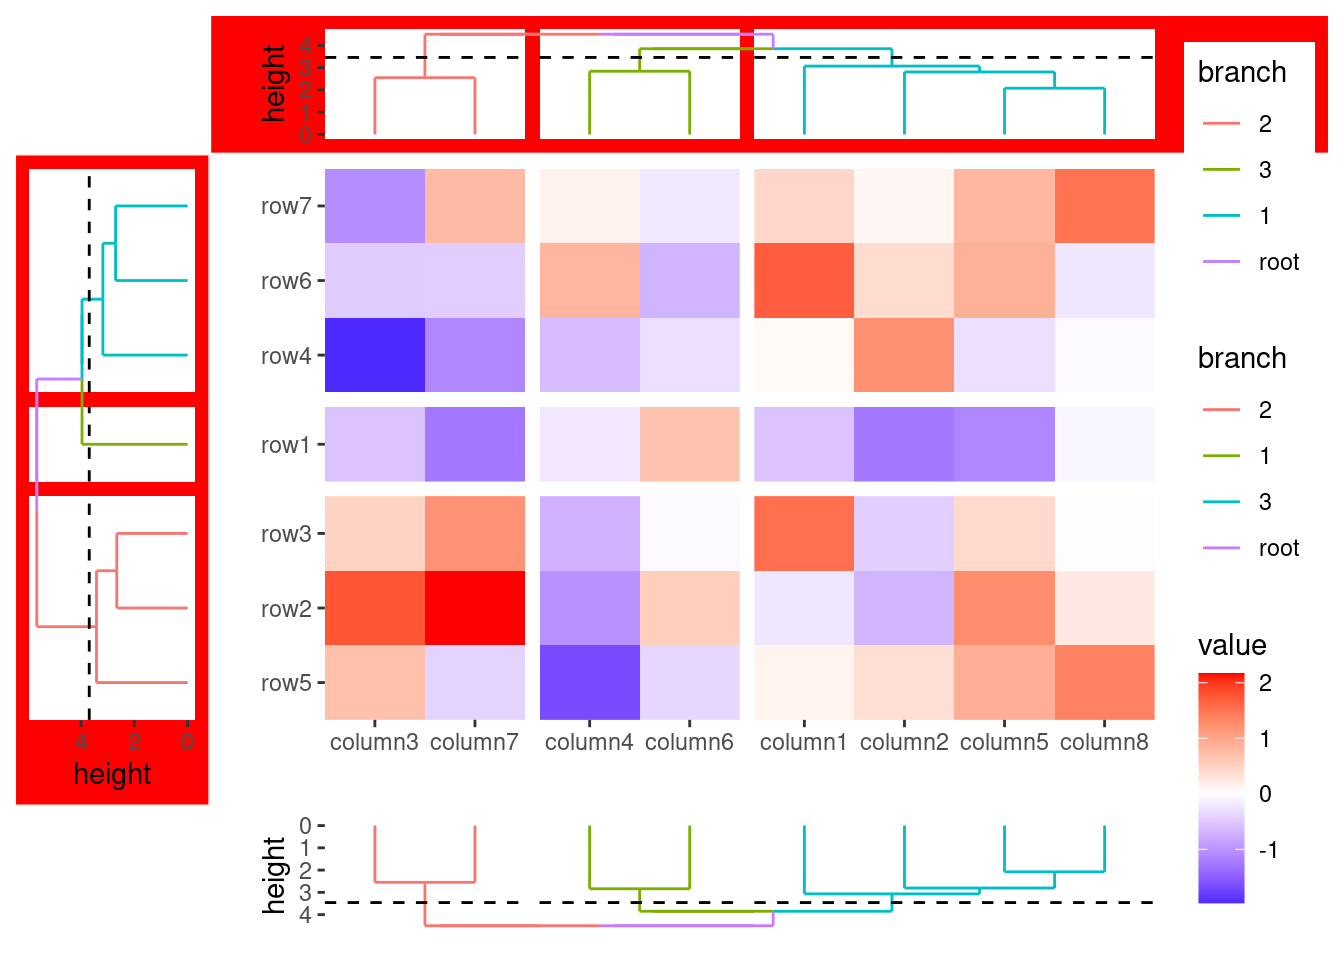 height
4
3
2
1
0
branch
2
3
1
root
row7
row6
row4
row1
row3
row2
row5
4 2 0
height
column3 column7 column4 column6 column1 column2 column5 column8
branch
2
1
3
root
value
2
1
0
-1
height
0
1
2
3
4